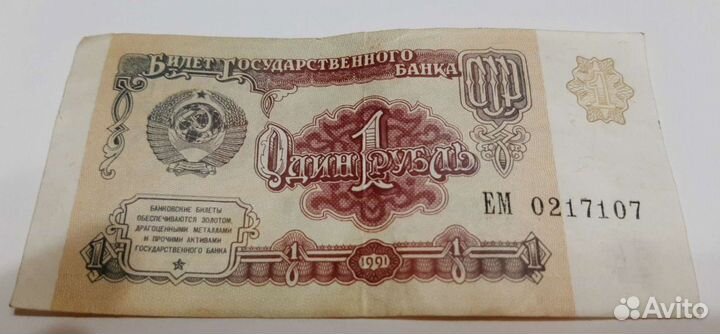 БИЛЕТ ГОСУДАРСТВЕННОГО
БАНКА СССР
1
ОДИН 1 РУБЛЬ
ЕМ 0217107
БАНКОВСКИЕ БИЛЕТЫ
ОБЕСПЕЧИВАЮТСЯ ЗОЛОТОМ,
ДРАГОЦЕННЫМИ МЕТАЛЛАМИ
И ПРОЧИМИ АКТИВАМИ
ГОСУДАРСТВЕННОГО БАНКА
1 1 1991 1 1
Avito